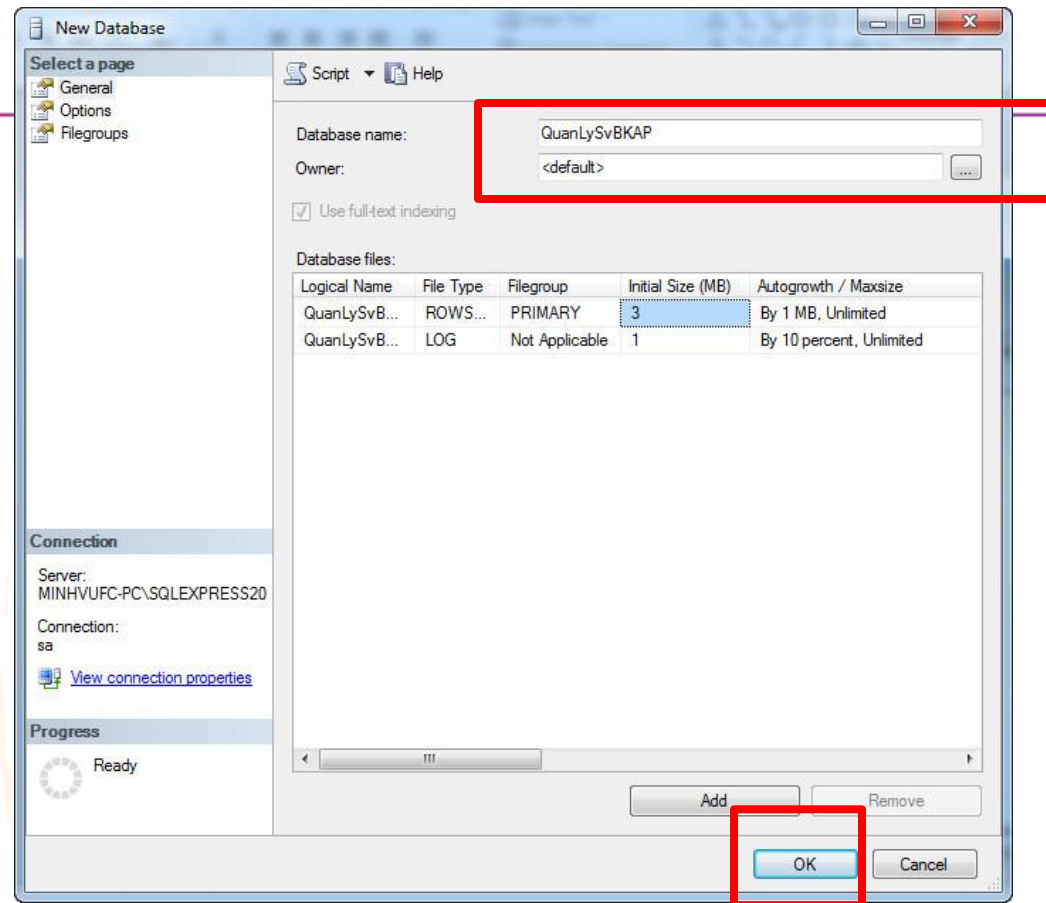 New Database
Select a page
General
Options
Filegroups
Script Help
Database name: QuanLySvBKAP
Owner: <default> ...
Use full-text indexing
Database files:
Logical Name File Type Filegroup Initial Size (MB) Autogrowth / Maxsize
QuanLySvB... ROWS... PRIMARY 3 By 1 MB, Unlimited
QuanLySvB... LOG Not Applicable 1 By 10 percent, Unlimited
Connection
Server:
MINHVUFC-PC\SQLEXPRESS20
Connection:
sa
View connection properties
Progress
Ready
Add Remove
OK Cancel